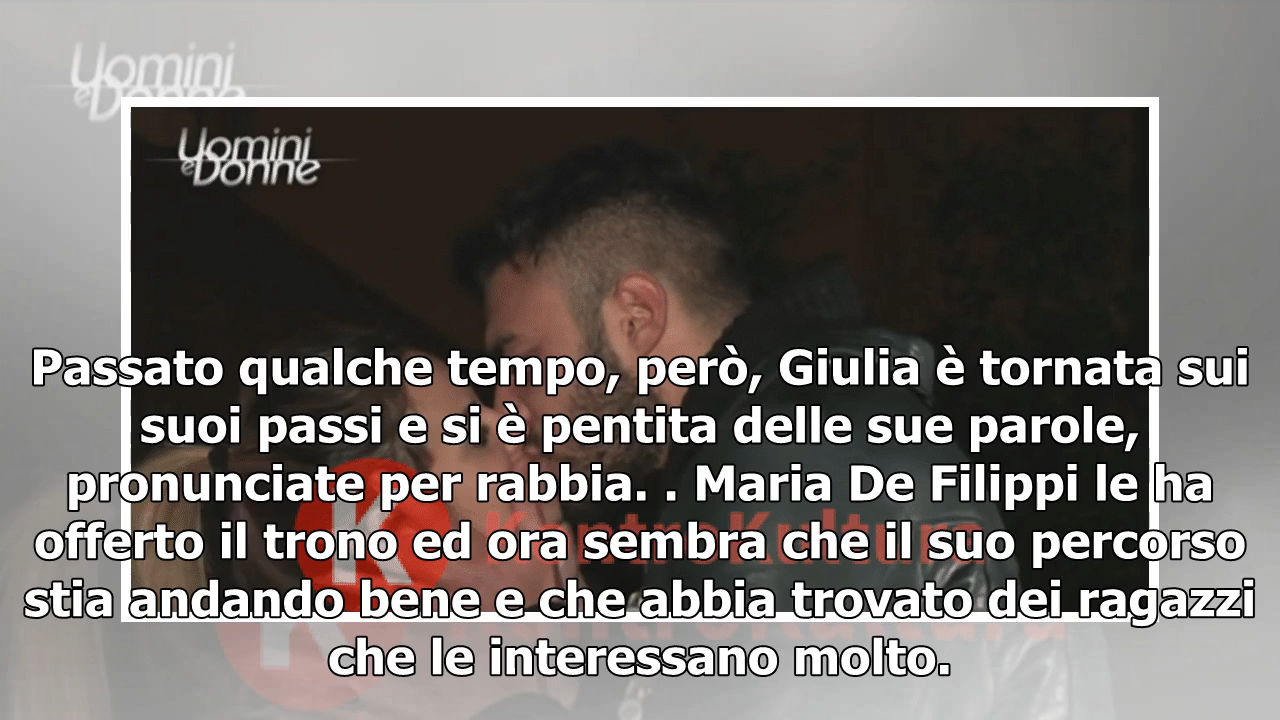 Uomini
e Donne
Uomini
e Donne
Passato qualche tempo, però, Giulia è tornata sui
suoi passi e si è pentita delle sue parole,
pronunciate per rabbia. . Maria De Filippi le ha
offerto il trono ed ora sembra che il suo percorso
stia andando bene e che abbia trovato dei ragazzi
che le interessano molto.
K KontroKultura
K KontroKultura